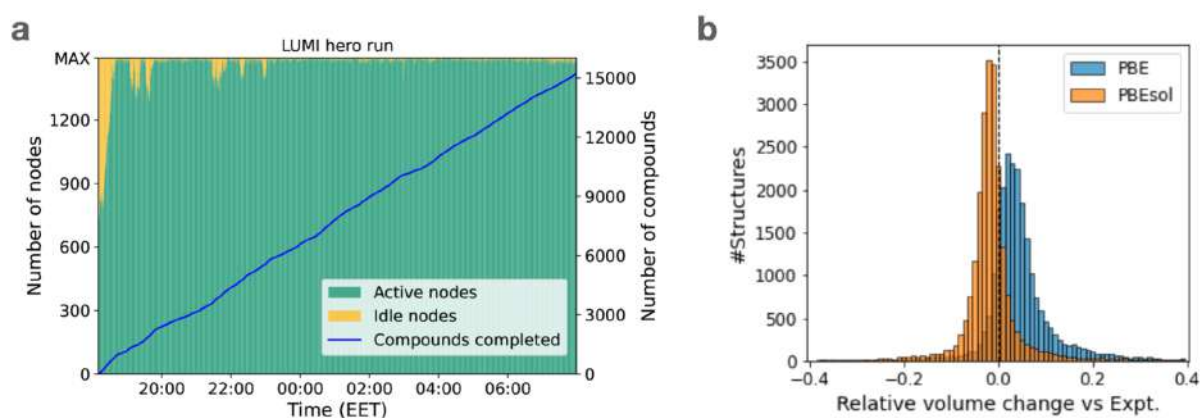 a
LUMI hero run
MAX
1200
900
600
300
0
Number of nodes
15000
12000
9000
6000
3000
0
Number of compounds
Active nodes
Idle nodes
Compounds completed
20:00 22:00 00:00 02:00 04:00 06:00
Time (EET)
b
PBE
PBEsol
3500
3000
2500
2000
1500
1000
500
0
#Structures
−0.4 −0.2 0.0 0.2 0.4
Relative volume change vs Expt.